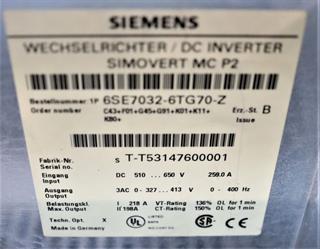 SIEMENS
WECHSELRICHTER / DC INVERTER
SIMOVERT MC P2
Bestellnummer: 1P 6SE7032-6TG70-Z
Order number C43+F01+G45+G91+K01+K11+ Erz.-St. B
K80+ Issue
Fabrik-Nr. S T-T53147600001
Serial No.
Eingang DC 510 ... 650 V 259.0 A
Input
Ausgang 3AC 0 - 327 ... 413 V 0 - 400 Hz
Output
Belastungskl. I 218 A VT-Rating 136% OL for 1 min
Max. Output If 198A CT-Rating 150% OL for 1 min
Techn. Opt. X
Made in Germany